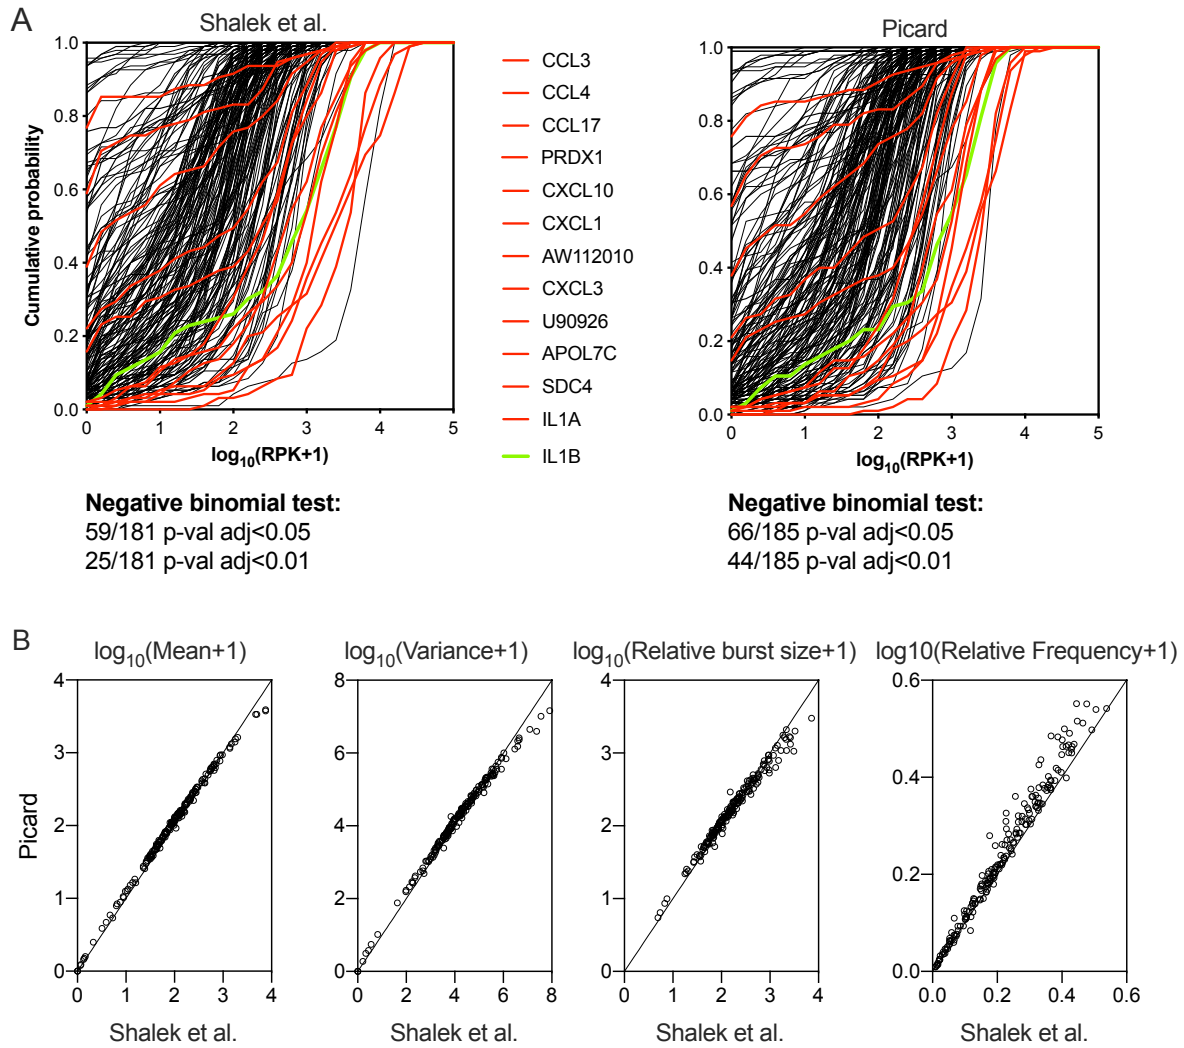 A
Shalek et al.
Picard
1.0
0.8
0.6
0.4
0.2
0.0
Cumulative probability
0 1 2 3 4 5
log10(RPK+1)
CCL3
CCL4
CCL17
PRDX1
CXCL10
CXCL1
AW112010
CXCL3
U90926
APOL7C
SDC4
IL1A
IL1B
1.0
0.8
0.6
0.4
0.2
0.0
0 1 2 3 4 5
log10(RPK+1)
Negative binomial test:
59/181 p-val adj<0.05
25/181 p-val adj<0.01
Negative binomial test:
66/185 p-val adj<0.05
44/185 p-val adj<0.01
B
log10(Mean+1)
4
3
2
1
0
Picard
0 1 2 3 4
Shalek et al.
log10(Variance+1)
8
6
4
2
0
0 2 4 6 8
Shalek et al.
log10(Relative burst size+1)
4
3
2
1
0
0 1 2 3 4
Shalek et al.
log10(Relative Frequency+1)
0.6
0.4
0.2
0.0
0.0 0.2 0.4 0.6
Shalek et al.